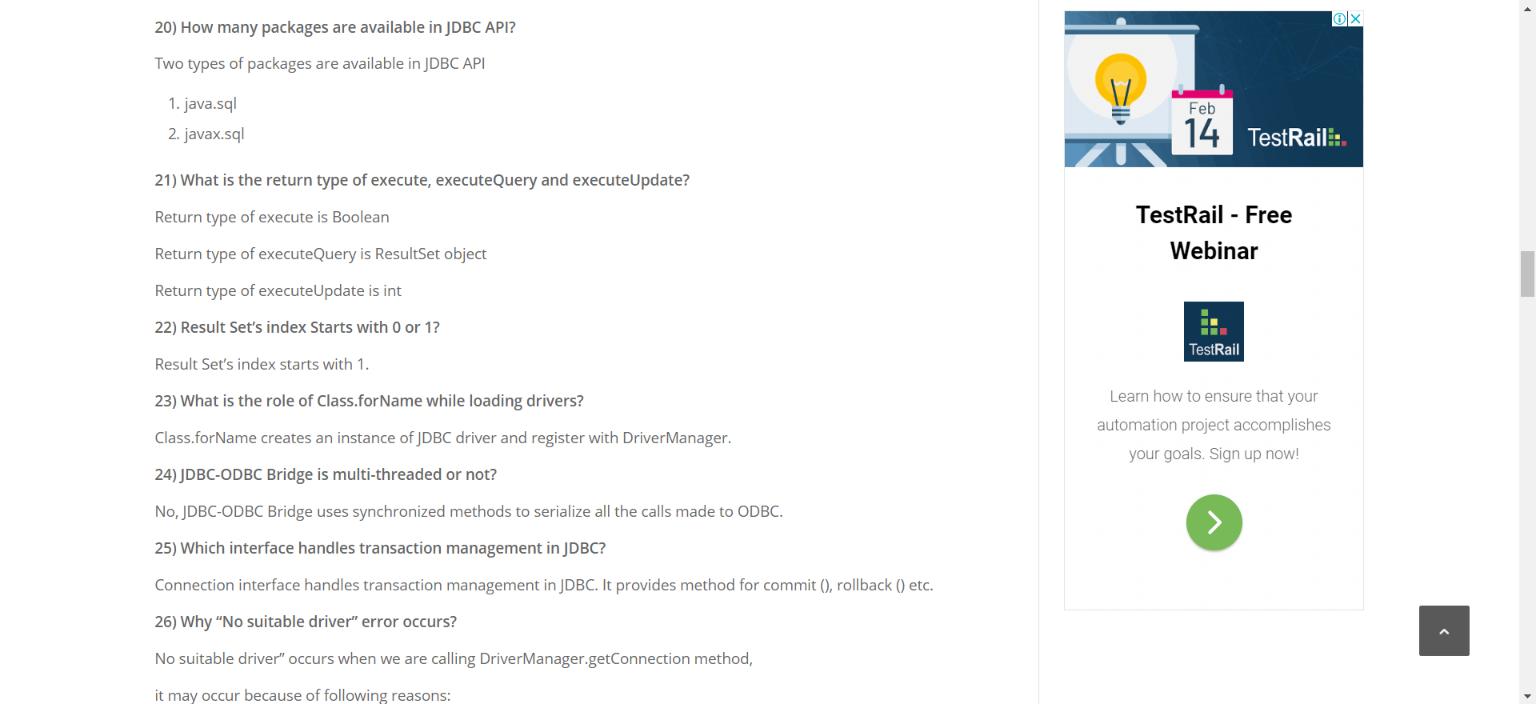 20) How many packages are available in JDBC API?
Two types of packages are available in JDBC API
1. java.sql
2. javax.sql
21) What is the return type of execute, executeQuery and executeUpdate?
Return type of execute is Boolean
Return type of executeQuery is ResultSet object
Return type of executeUpdate is int
22) Result Set’s index Starts with 0 or 1?
Result Set’s index starts with 1.
23) What is the role of Class.forName while loading drivers?
Class.forName creates an instance of JDBC driver and register with DriverManager.
24) JDBC-ODBC Bridge is multi-threaded or not?
No, JDBC-ODBC Bridge uses synchronized methods to serialize all the calls made to ODBC.
25) Which interface handles transaction management in JDBC?
Connection interface handles transaction management in JDBC. It provides method for commit (), rollback () etc.
26) Why “No suitable driver” error occurs?
No suitable driver” occurs when we are calling DriverManager.getConnection method,
it may occur because of following reasons:
Feb
14
TestRail
TestRail - Free
Webinar
TestRail
Learn how to ensure that your
automation project accomplishes
your goals. Sign up now!